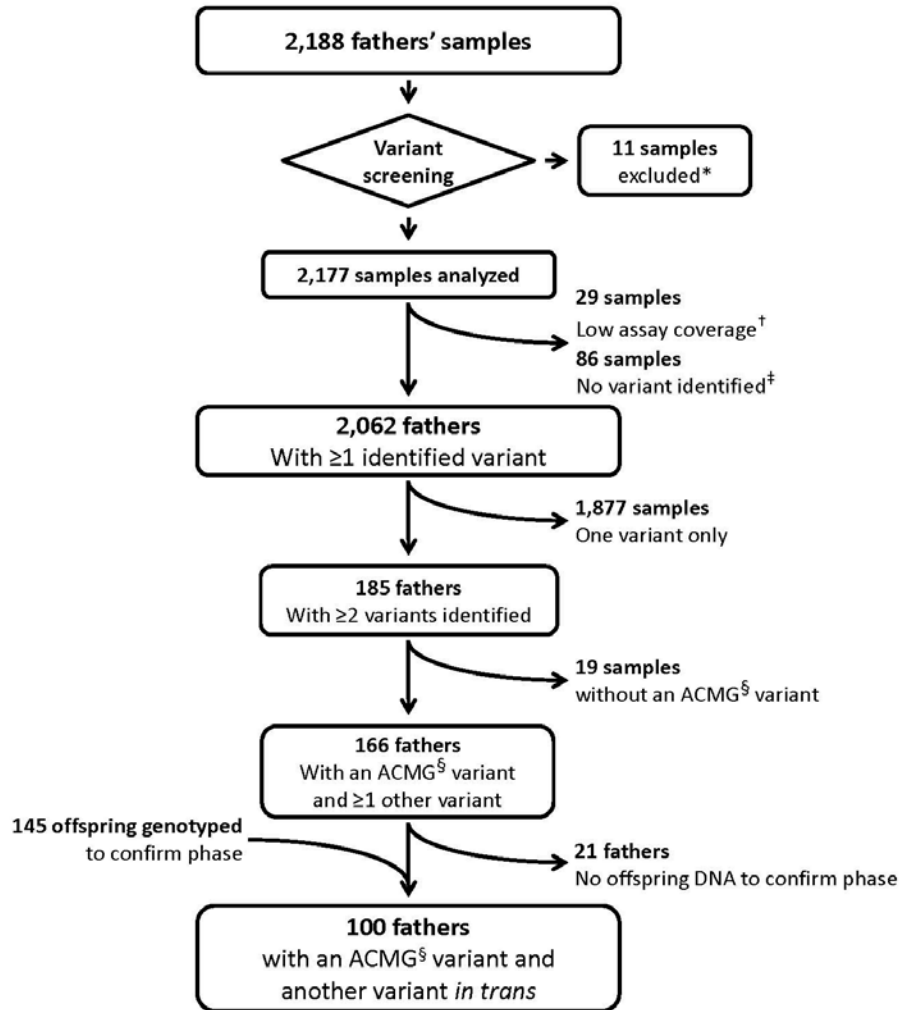 2,188 fathers’ samples
Variant
screening
11 samples
excluded*
2,177 samples analyzed
29 samples
Low assay coverage†
86 samples
No variant identified‡
2,062 fathers
With ≥1 identified variant
1,877 samples
One variant only
185 fathers
With ≥2 variants identified
19 samples
without an ACMG§ variant
166 fathers
With an ACMG§ variant
and ≥1 other variant
145 offspring genotyped
to confirm phase
21 fathers
No offspring DNA to confirm phase
100 fathers
with an ACMG§ variant and
another variant in trans